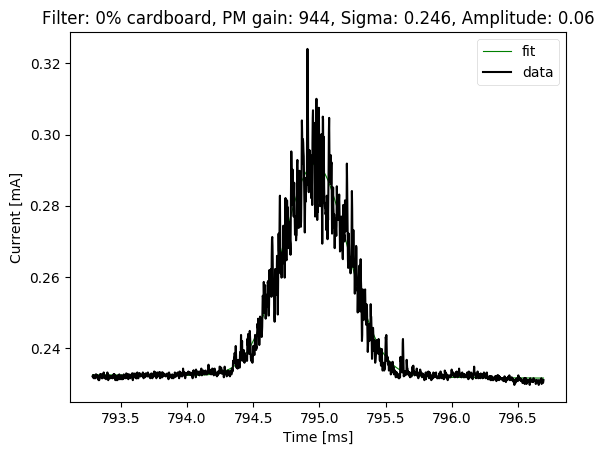 Filter: 0% cardboard, PM gain: 944, Sigma: 0.246, Amplitude: 0.06
fit
data
0.32
0.30
0.28
0.26
0.24
Current [mA]
793.5 794.0 794.5 795.0 795.5 796.0 796.5
Time [ms]